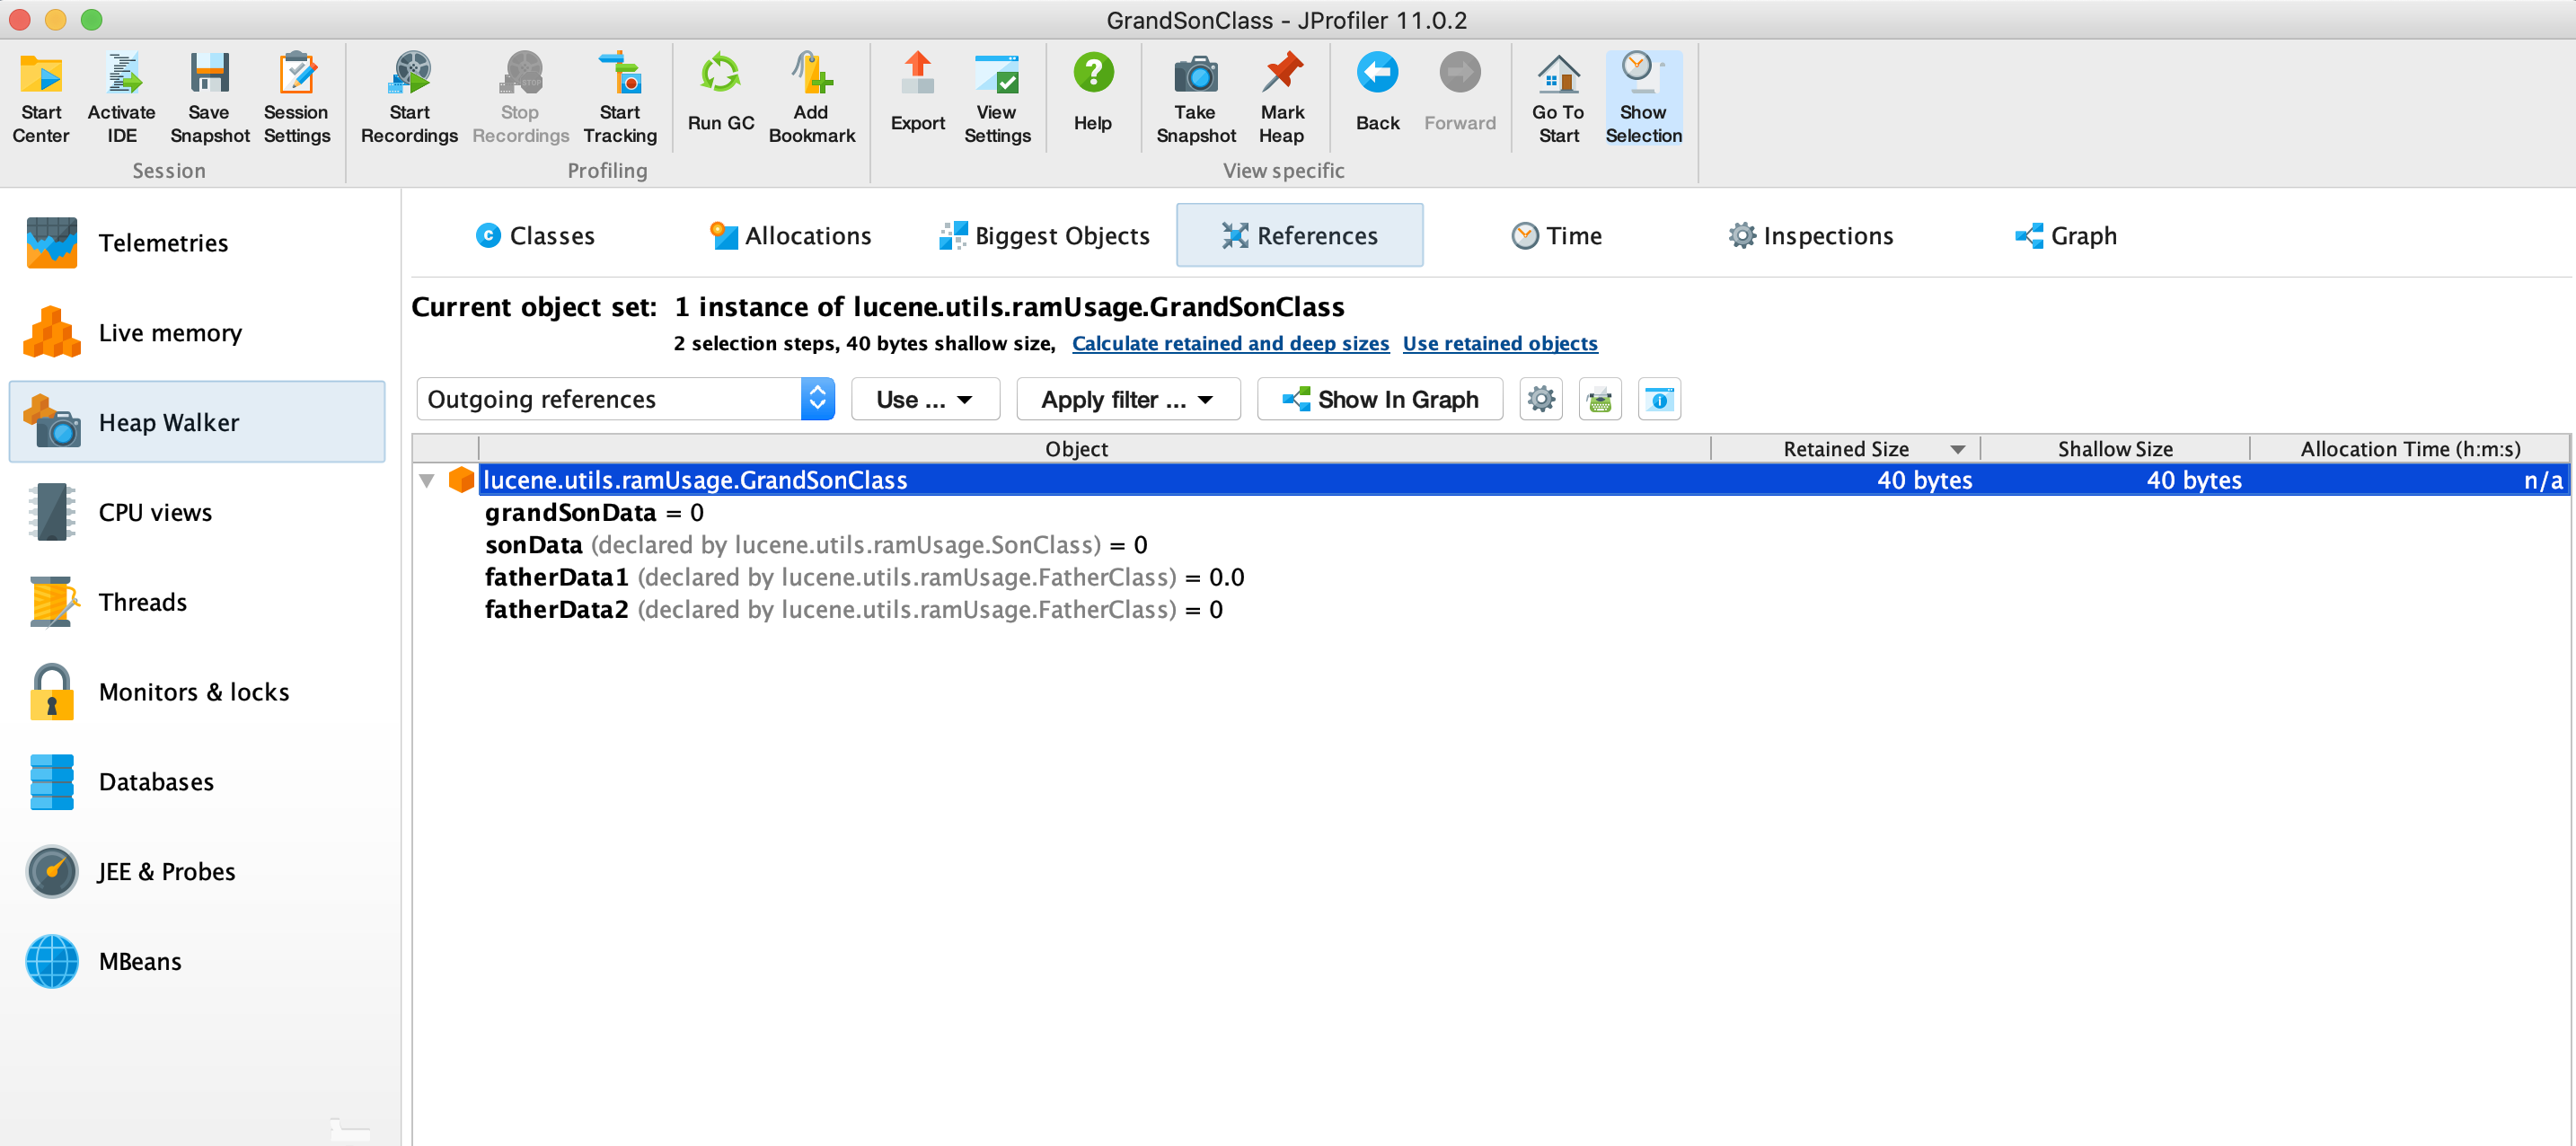 GrandSonClass - JProfiler 11.0.2
Start Center
Activate IDE
Save Snapshot
Session Settings
Start Recordings
Stop Recordings
Start Tracking
Run GC
Add Bookmark
Export
View Settings
Help
Take Snapshot
Mark Heap
Back
Forward
Go To Start
Show Selection
Session
Profiling
View specific
Telemetries
Live memory
Heap Walker
CPU views
Threads
Monitors & locks
Databases
JEE & Probes
MBeans
Classes
Allocations
Biggest Objects
References
Time
Inspections
Graph
Current object set: 1 instance of lucene.utils.ramUsage.GrandSonClass
2 selection steps, 40 bytes shallow size, Calculate retained and deep sizes Use retained objects
Outgoing references
Use ...
Apply filter ...
Show In Graph
Object Retained Size Shallow Size Allocation Time (h:m:s)
lucene.utils.ramUsage.GrandSonClass 40 bytes 40 bytes n/a
grandSonData = 0
sonData (declared by lucene.utils.ramUsage.SonClass) = 0
fatherData1 (declared by lucene.utils.ramUsage.FatherClass) = 0.0
fatherData2 (declared by lucene.utils.ramUsage.FatherClass) = 0